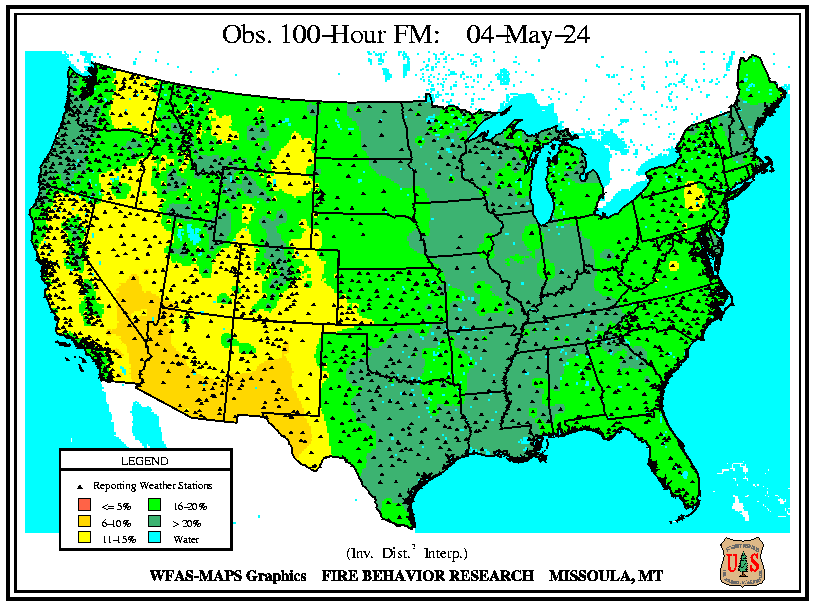 Obs. 100-Hour FM: 04-May-24
LEGEND
Reporting Weather Stations
<= 5% 16-20%
6-10% > 20%
11-15% Water
(Inv. Dist.² Interp.)
WFAS-MAPS Graphics FIRE BEHAVIOR RESEARCH MISSOULA, MT
U S